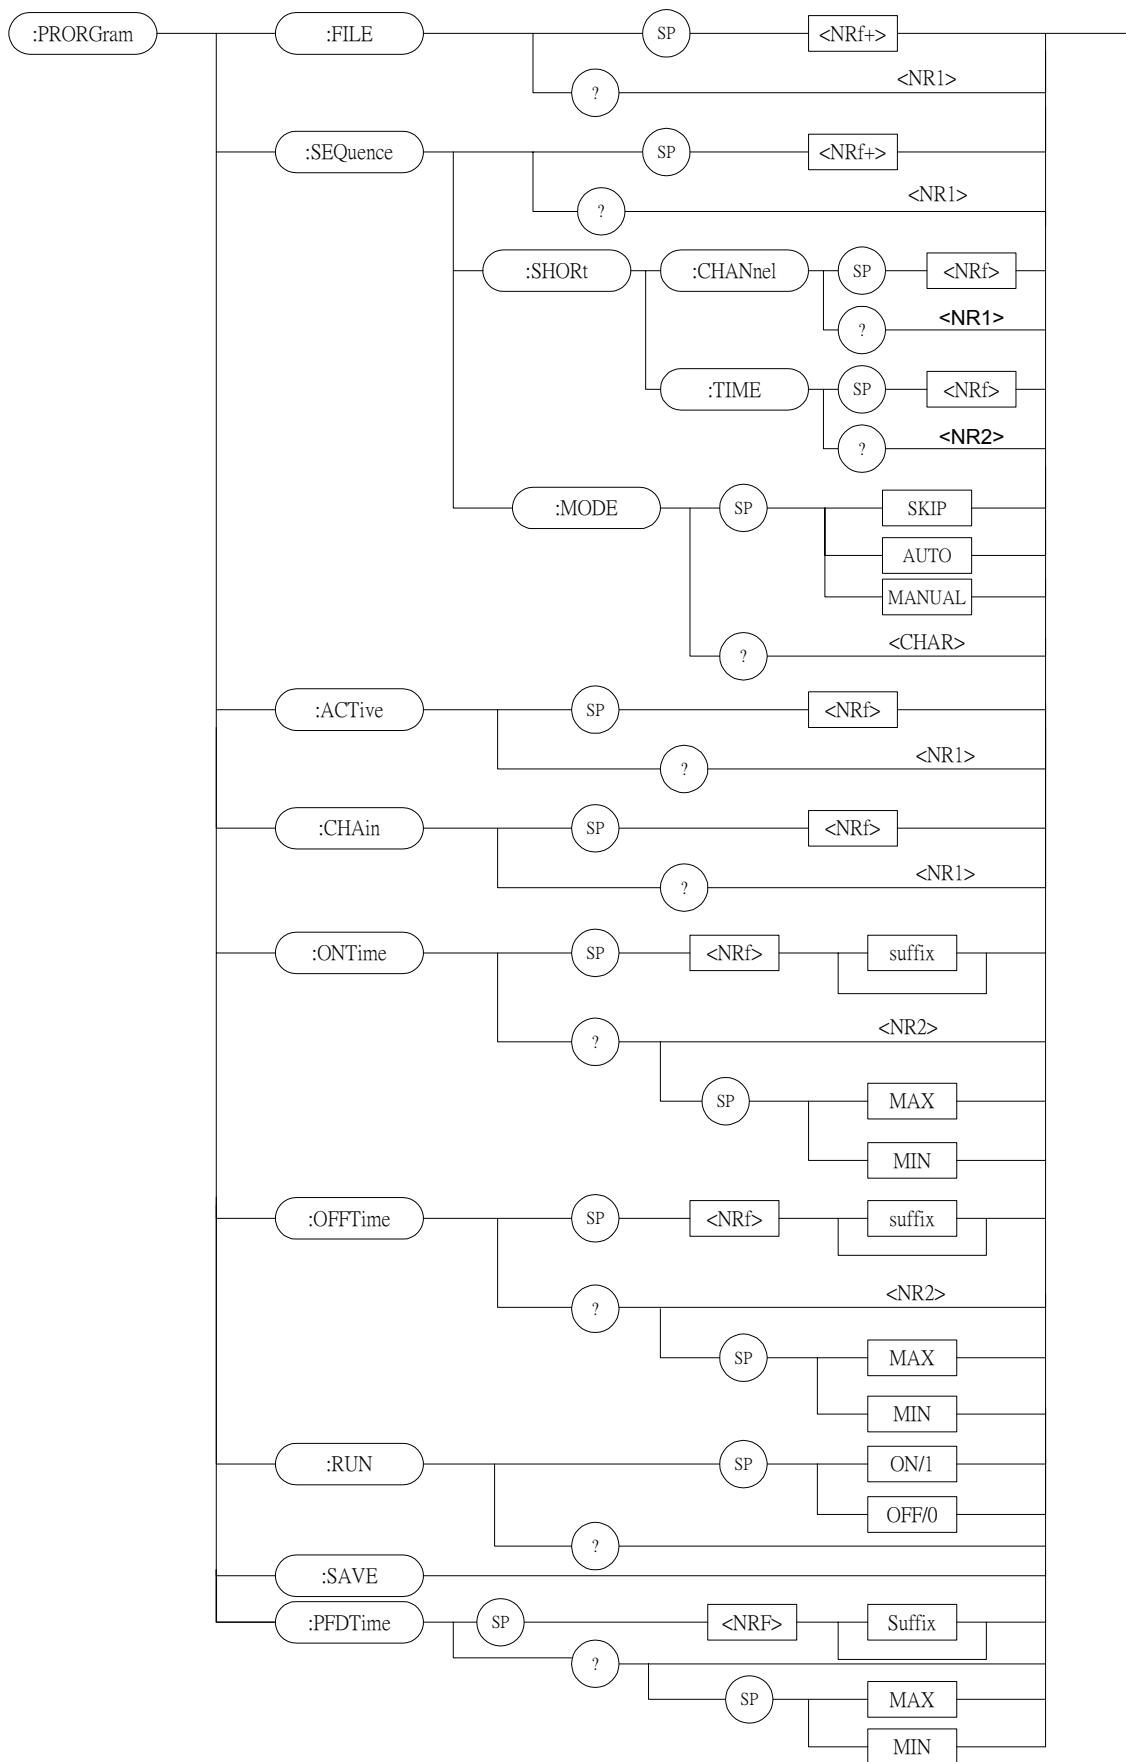 :PRORGram :FILE SP <NRf+>
? <NR1>
:SEQuence SP <NRf+>
? <NR1>
:SHORt :CHANnel SP <NRf>
? <NR1>
:TIME SP <NRf>
? <NR2>
:MODE SP SKIP
AUTO
MANUAL
? <CHAR>
:ACTive SP <NRf>
? <NR1>
:CHAin SP <NRf>
? <NR1>
:ONTime SP <NRf> suffix
? <NR2>
SP MAX
MIN
:OFFTime SP <NRf> suffix
? <NR2>
SP MAX
MIN
:RUN SP ON/1
OFF/0
?
:SAVE
:PFDTime SP <NRF> Suffix
?
SP MAX
MIN